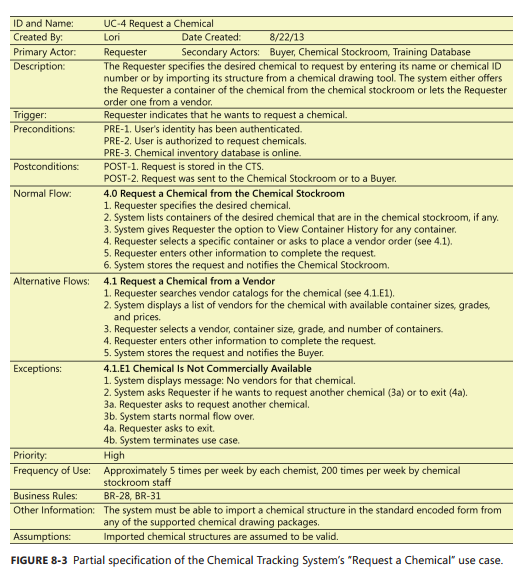 ID and Name: UC-4 Request a Chemical
Created By: Lori Date Created: 8/22/13
Primary Actor: Requester Secondary Actors: Buyer, Chemical Stockroom, Training Database
Description: The Requester specifies the desired chemical to request by entering its name or chemical ID
number or by importing its structure from a chemical drawing tool. The system either offers
the Requester a container of the chemical from the chemical stockroom or lets the Requester
order one from a vendor.
Trigger: Requester indicates that he wants to request a chemical.
Preconditions: PRE-1. User's identity has been authenticated.
PRE-2. User is authorized to request chemicals.
PRE-3. Chemical inventory database is online.
Postconditions: POST-1. Request is stored in the CTS.
POST-2. Request was sent to the Chemical Stockroom or to a Buyer.
Normal Flow: 4.0 Request a Chemical from the Chemical Stockroom
1. Requester specifies the desired chemical.
2. System lists containers of the desired chemical that are in the chemical stockroom, if any.
3. System gives Requester the option to View Container History for any container.
4. Requester selects a specific container or asks to place a vendor order (see 4.1).
5. Requester enters other information to complete the request.
6. System stores the request and notifies the Chemical Stockroom.
Alternative Flows: 4.1 Request a Chemical from a Vendor
1. Requester searches vendor catalogs for the chemical (see 4.1.E1).
2. System displays a list of vendors for the chemical with available container sizes, grades,
and prices.
3. Requester selects a vendor, container size, grade, and number of containers.
4. Requester enters other information to complete the request.
5. System stores the request and notifies the Buyer.
Exceptions: 4.1.E1 Chemical Is Not Commercially Available
1. System displays message: No vendors for that chemical.
2. System asks Requester if he wants to request another chemical (3a) or to exit (4a).
3a. Requester asks to request another chemical.
3b. System starts normal flow over.
4a. Requester asks to exit.
4b. System terminates use case.
Priority: High
Frequency of Use: Approximately 5 times per week by each chemist, 200 times per week by chemical
stockroom staff
Business Rules: BR-28, BR-31
Other Information: The system must be able to import a chemical structure in the standard encoded form from
any of the supported chemical drawing packages.
Assumptions: Imported chemical structures are assumed to be valid.
FIGURE 8-3 Partial specification of the Chemical Tracking System's "Request a Chemical" use case.